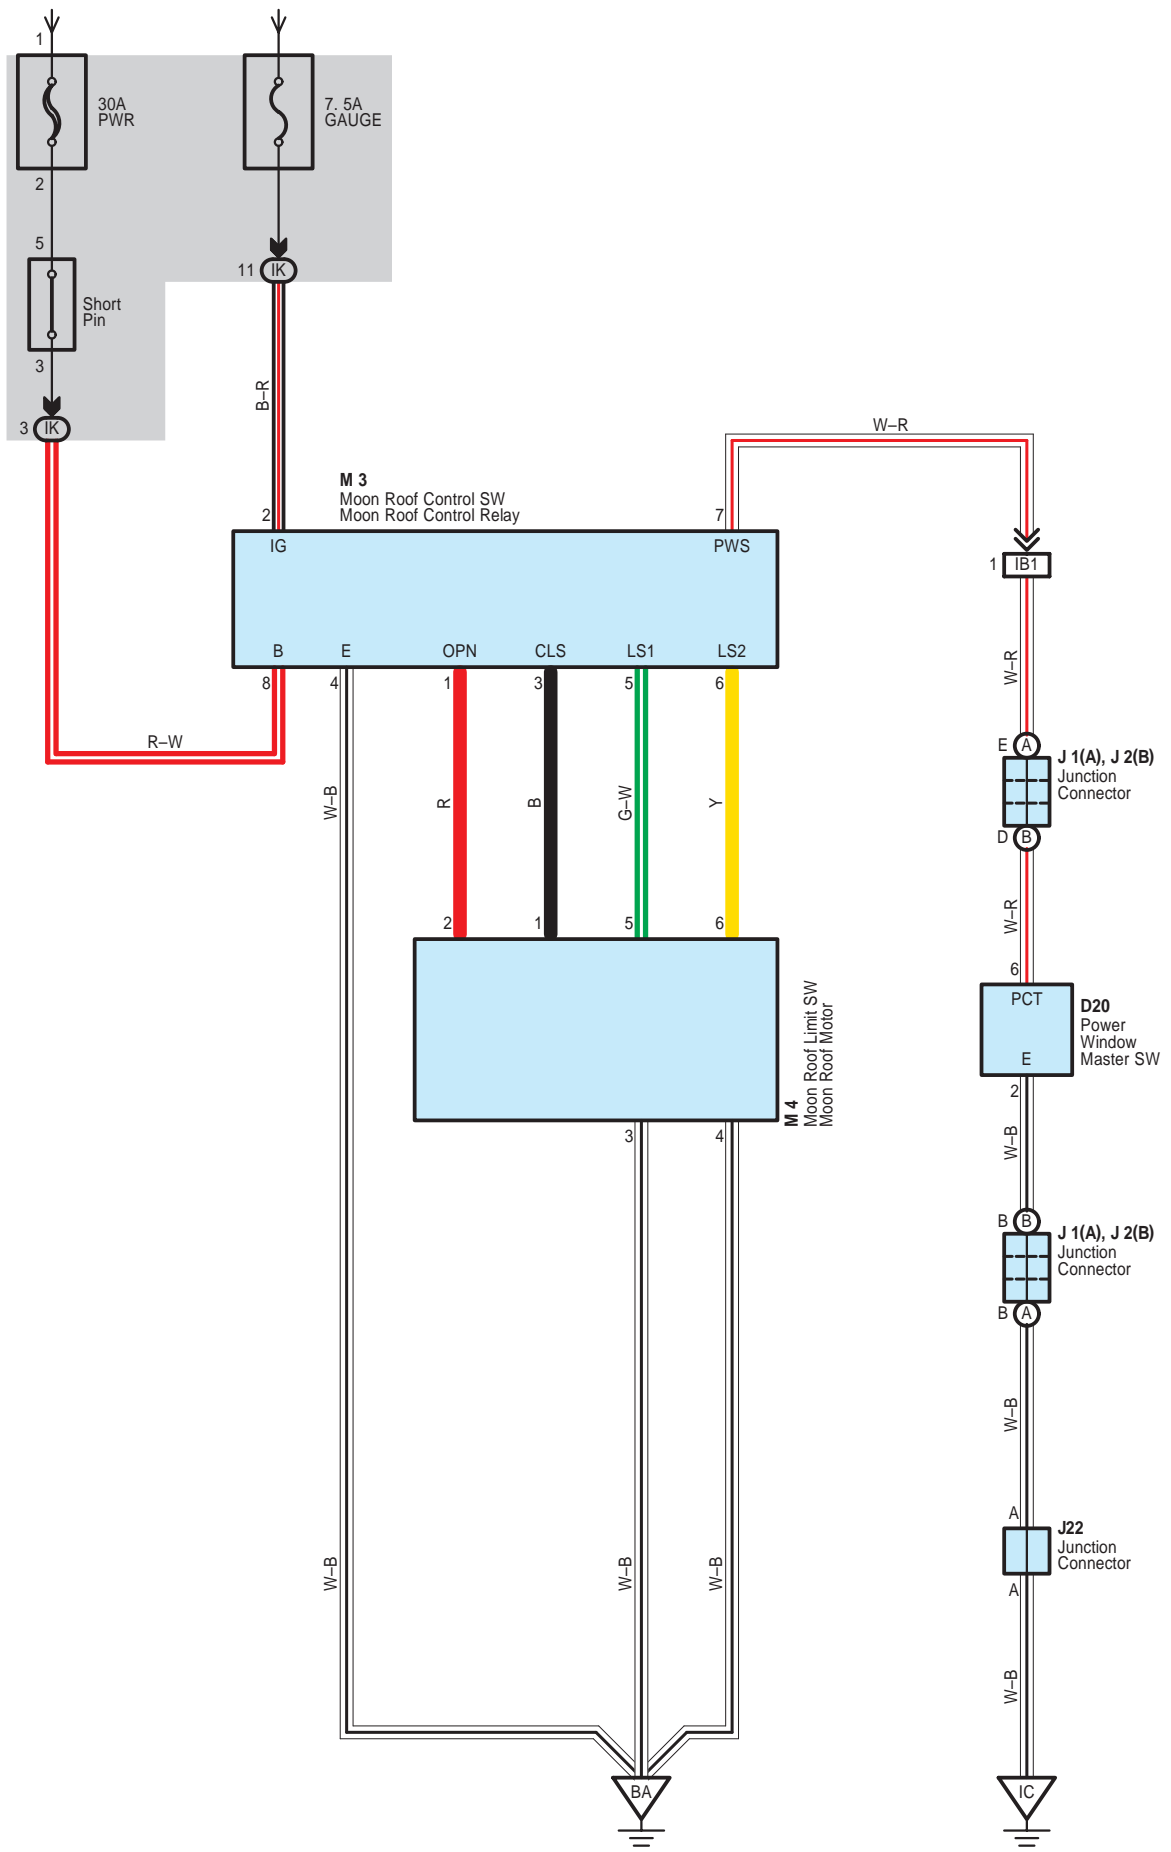 1
30A
PWR
7. 5A
GAUGE
2
5
11 IK
Short
Pin
3
3 IK
B–R
W–R
M 3
Moon Roof Control SW
Moon Roof Control Relay
2
7
IG
PWS
1 IB1
B
E
OPN
CLS
LS1
LS2
8
4
1
3
5
6
W–R
R–W
E A
J 1(A), J 2(B)
Junction
Connector
W–B
R
B
G–W
Y
D B
W–R
2
1
5
6
6
PCT
D20
Power
Window
Master SW
E
M 4
Moon Roof Limit SW
Moon Roof Motor
2
3
4
W–B
B B
J 1(A), J 2(B)
Junction
Connector
B A
W–B
A
J22
Junction
Connector
W–B
W–B
W–B
A
W–B
BA
IC